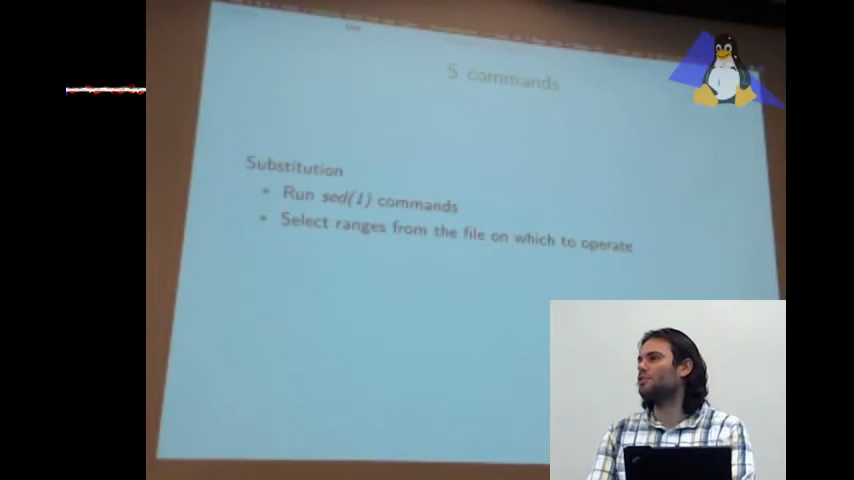 S commands
Substitution
Run sed(1) commands
Select ranges from the file on which to operate